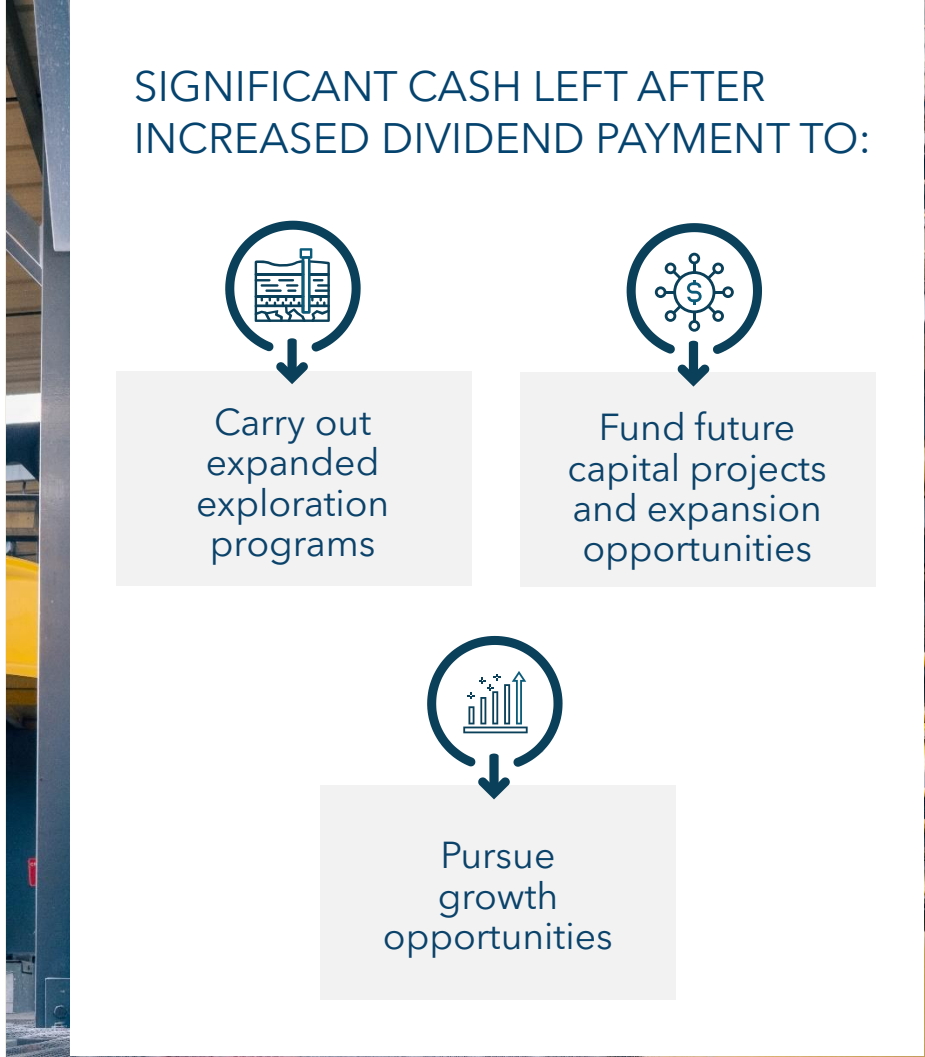 SIGNIFICANT CASH LEFT AFTER
INCREASED DIVIDEND PAYMENT TO:
Carry out
expanded
exploration
programs
$
Fund future
capital projects
and expansion
opportunities
Pursue
growth
opportunities